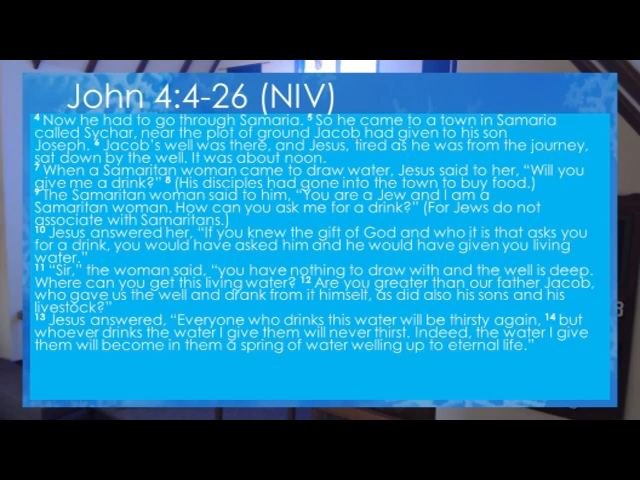 John 4:4-26 (NIV)
4 Now he had to go through Samaria. 5 So he came to a town in Samaria
called Sychar, near the plot of ground Jacob had given to his son
Joseph. 6 Jacob’s well was there, and Jesus, tired as he was from the journey,
sat down by the well. It was about noon.
7 When a Samaritan woman came to draw water, Jesus said to her, “Will you
give me a drink?” 8 (His disciples had gone into the town to buy food.)
9 The Samaritan woman said to him, “You are a Jew and I am a
Samaritan woman. How can you ask me for a drink?” (For Jews do not
associate with Samaritans.)
10 Jesus answered her, “If you knew the gift of God and who it is that asks you
for a drink, you would have asked him and he would have given you living
water.”
11 “Sir,” the woman said, “you have nothing to draw with and the well is deep.
Where can you get this living water? 12 Are you greater than our father Jacob,
who gave us the well and drank from it himself, as did also his sons and his
livestock?”
13 Jesus answered, “Everyone who drinks this water will be thirsty again, 14 but
whoever drinks the water I give them will never thirst. Indeed, the water I give
them will become in them a spring of water welling up to eternal life.”